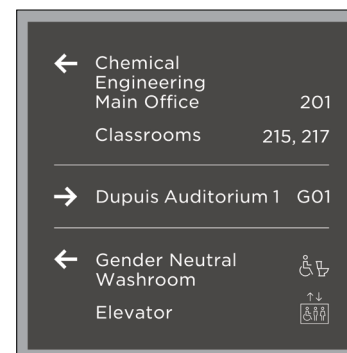 Chemical
Engineering
Main Office 201
Classrooms 215, 217
Dupuis Auditorium 1 G01
Gender Neutral
Washroom
Elevator